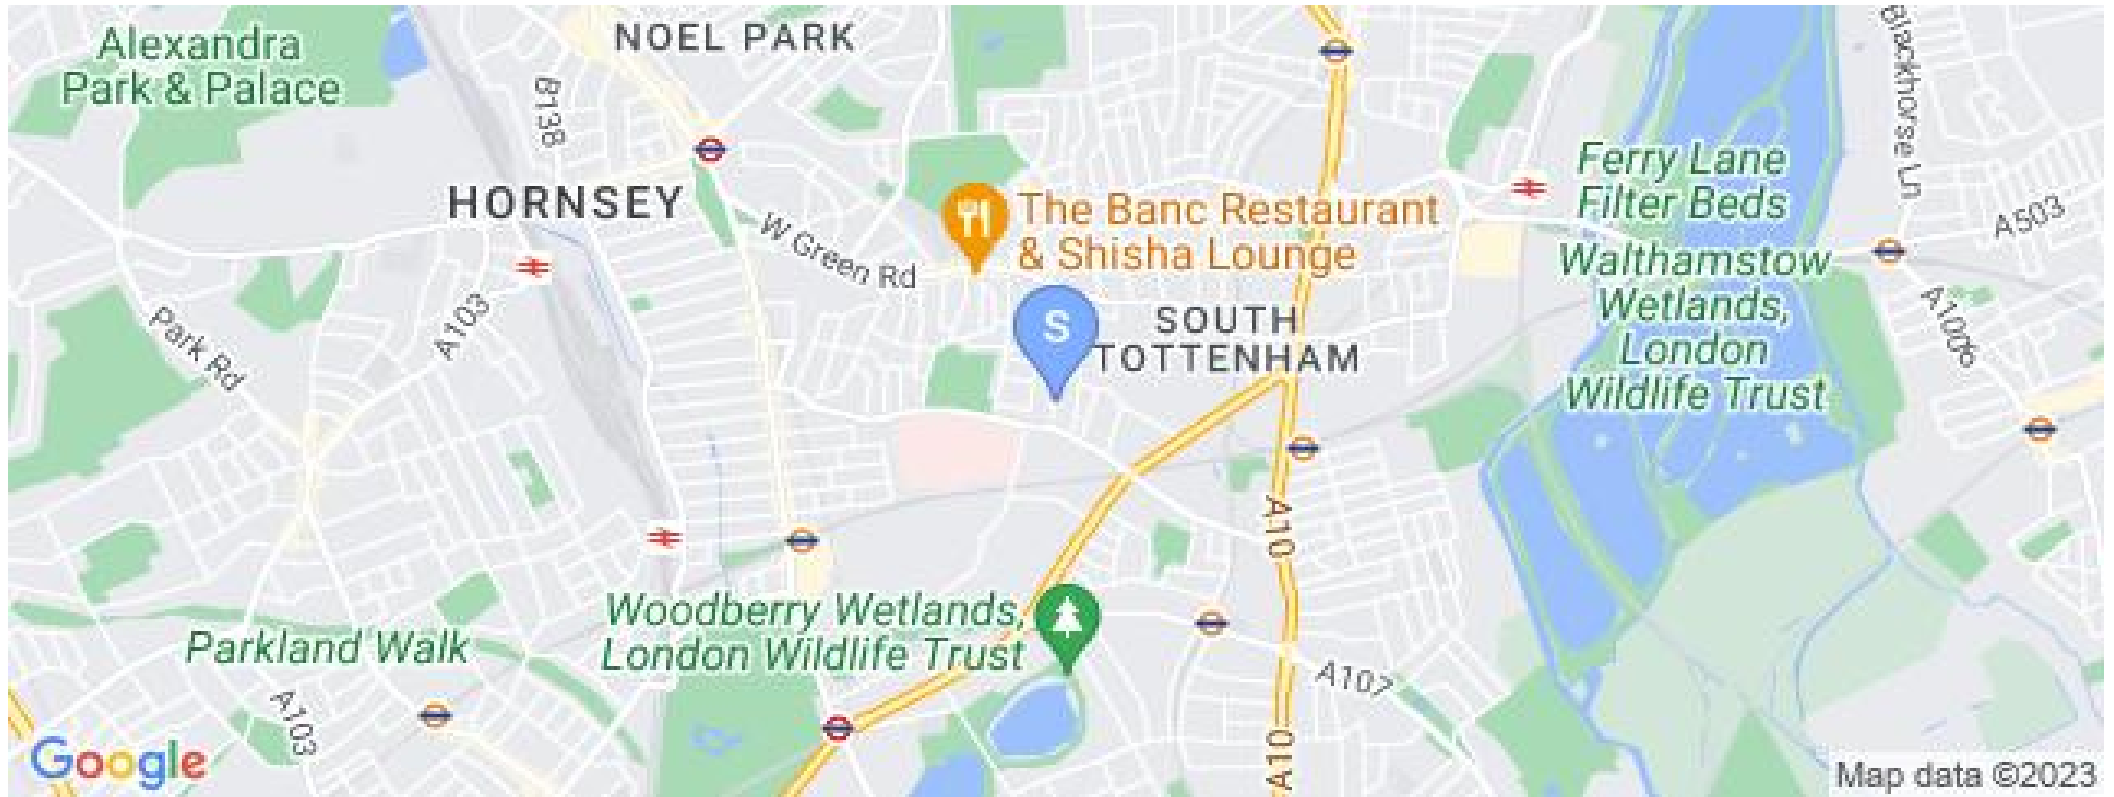 Alexandra
Park & Palace
NOEL PARK
B138
Blackhorse Ln
HORNSEY
Ferry Lane
Filter Beds
W Green Rd
The Banc Restaurant
& Shisha Lounge
A503
Walthamstow
Wetlands,
London
Wildlife Trust
Park Rd
A103
S
SOUTH
TOTTENHAM
A1006
A10
Woodberry Wetlands,
London Wildlife Trust
Parkland Walk
A107
A103
A10
Google
Map data ©2023